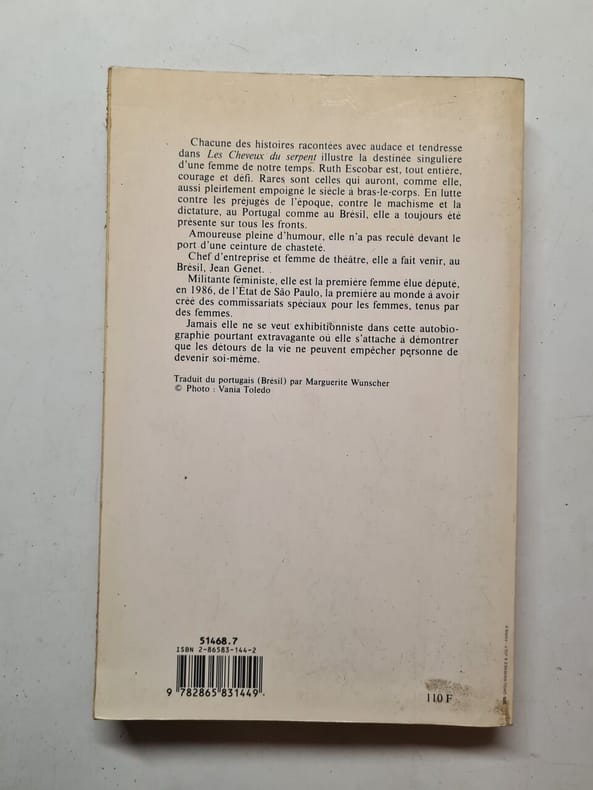 Chacune des histoires racontées avec audace et tendresse
dans Les Cheveux du serpent illustre la destinée singulière
d'une femme de notre temps. Ruth Escobar est, tout entière,
courage et défi. Rares sont celles qui auront, comme elle,
aussi pleinement empoigné le siècle à bras-le-corps. En lutte
contre les préjugés de l'époque, contre le machisme et la
dictature, au Portugal comme au Brésil, elle a toujours été
présente sur tous les fronts.
Amoureuse pleine d'humour, elle n'a pas reculé devant le
port d'une ceinture de chasteté.
Chef d'entreprise et femme de théâtre, elle a fait venir, au
Brésil, Jean Genet.
Militante féministe, elle est la première femme élue député,
en 1986, de l'État de São Paulo, la première au monde à avoir
créé des commissariats spéciaux pour les femmes, tenus par
des femmes.
Jamais elle ne se veut exhibitionniste dans cette autobio-
graphie pourtant extravagante où elle s'attache à démontrer
que les détours de la vie ne peuvent empêcher personne de
devenir soi-même.
Traduit du portugais (Brésil) par Marguerite Wunscher
© Photo : Vania Toledo
51468.7
ISBN 2-86583-144-2
9 782865 831449
110 F